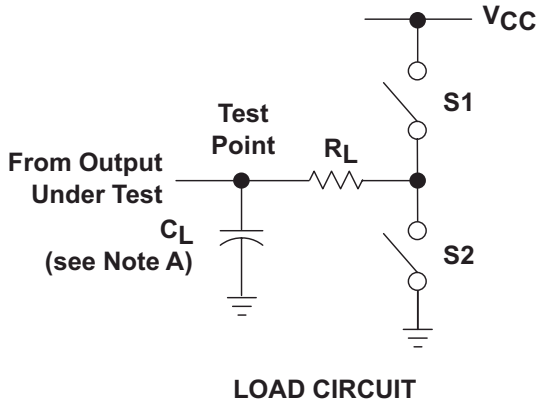 VCC
S1
Test
Point
RL
From Output
Under Test
CL
(see Note A)
S2
LOAD CIRCUIT